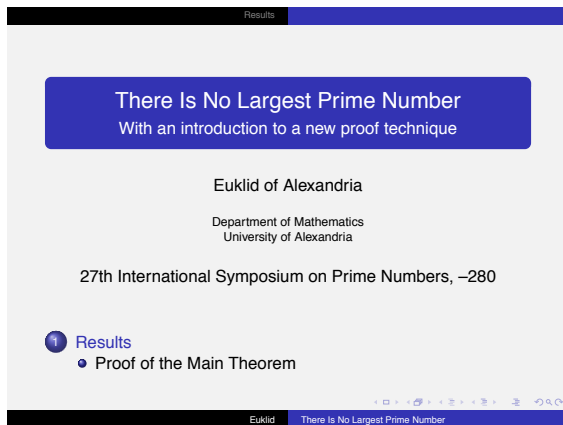 Results
There Is No Largest Prime Number
With an introduction to a new proof technique
Euklid of Alexandria
Department of Mathematics
University of Alexandria
27th International Symposium on Prime Numbers, –280
1 Results
Proof of the Main Theorem
Euklid There Is No Largest Prime Number